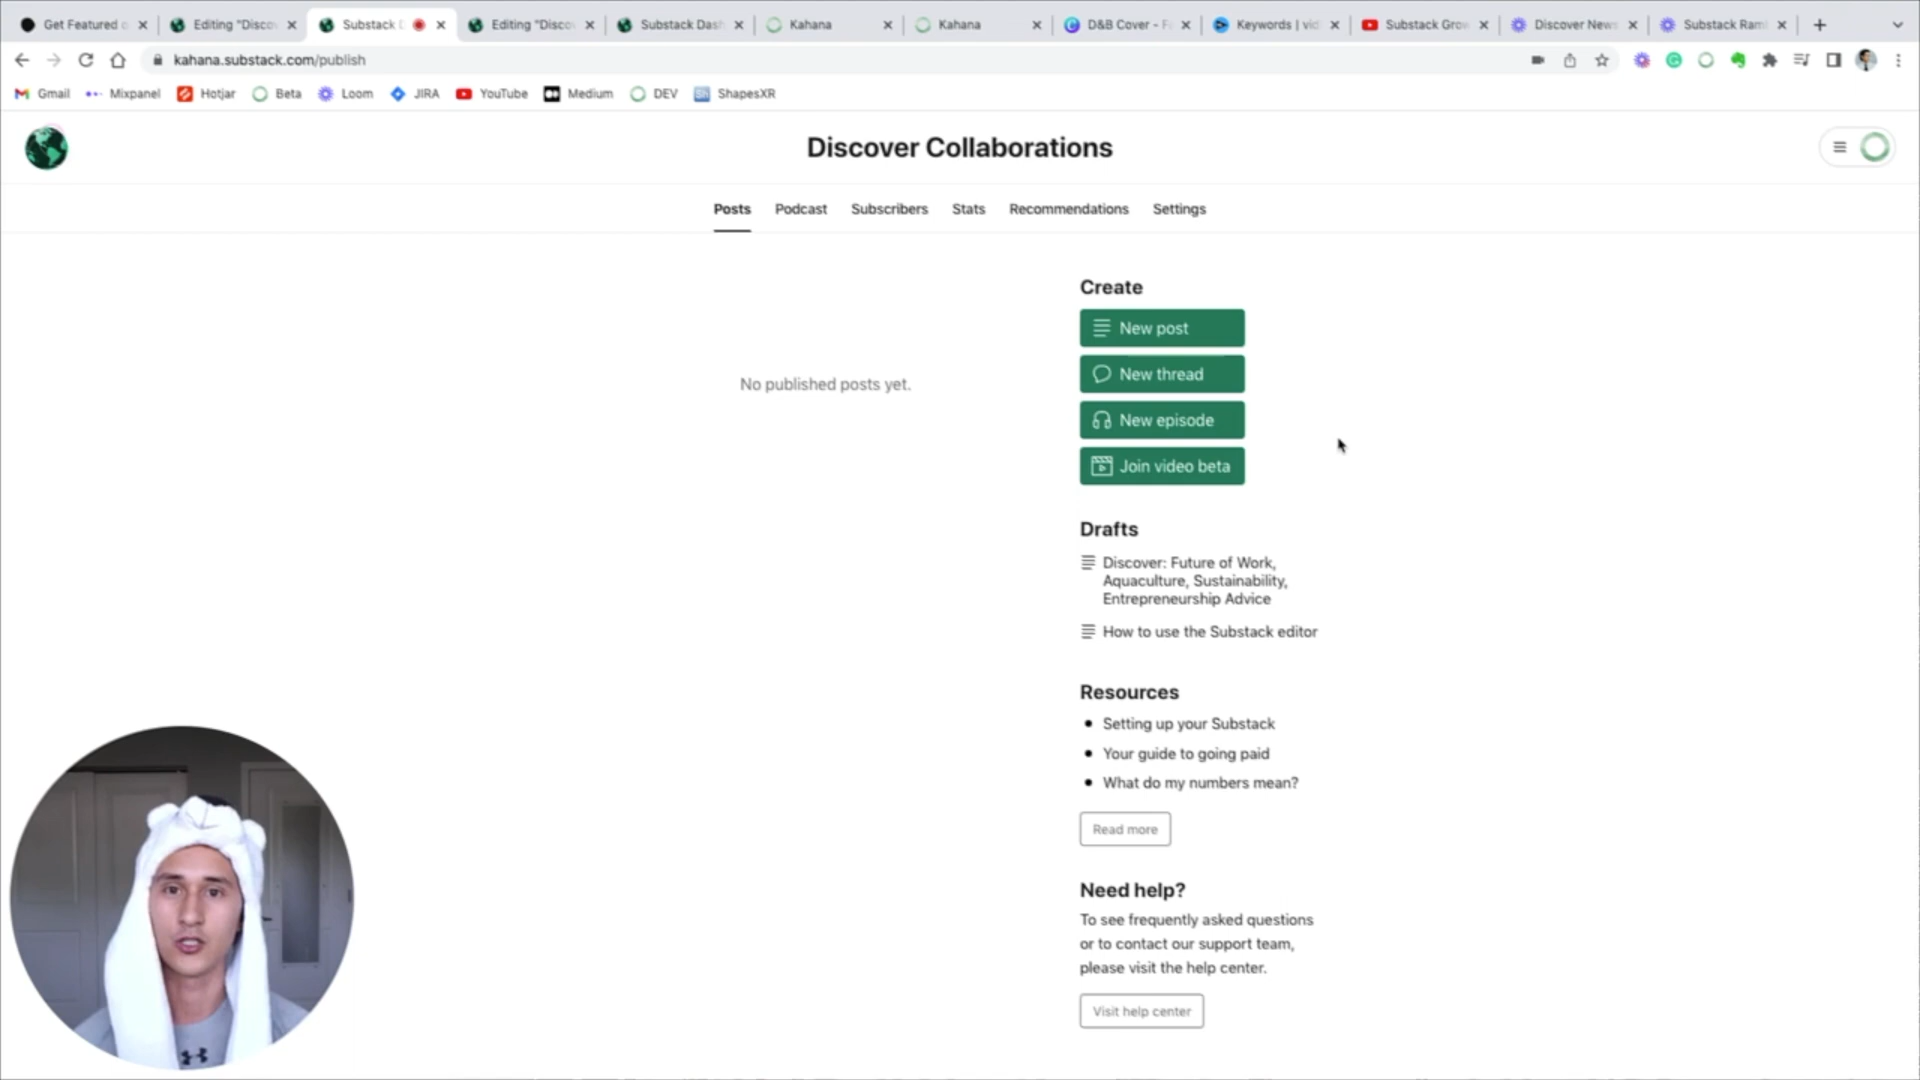 Get Featured o
Editing "Disco
Substack D
Editing "Disco
Substack Dash
Kahana
Kahana
D&B Cover - F
Keywords | vid
Substack Grow
Discover News
Substack Ram
kahana.substack.com/publish
Gmail
Mixpanel
Hotjar
Beta
Loom
JIRA
YouTube
Medium
DEV
ShapesXR
Discover Collaborations
Posts
Podcast
Subscribers
Stats
Recommendations
Settings
No published posts yet.
Create
New post
New thread
New episode
Join video beta
Drafts
Discover: Future of Work,
Aquaculture, Sustainability,
Entrepreneurship Advice
How to use the Substack editor
Resources
Setting up your Substack
Your guide to going paid
What do my numbers mean?
Read more
Need help?
To see frequently asked questions
or to contact our support team,
please visit the help center.
Visit help center